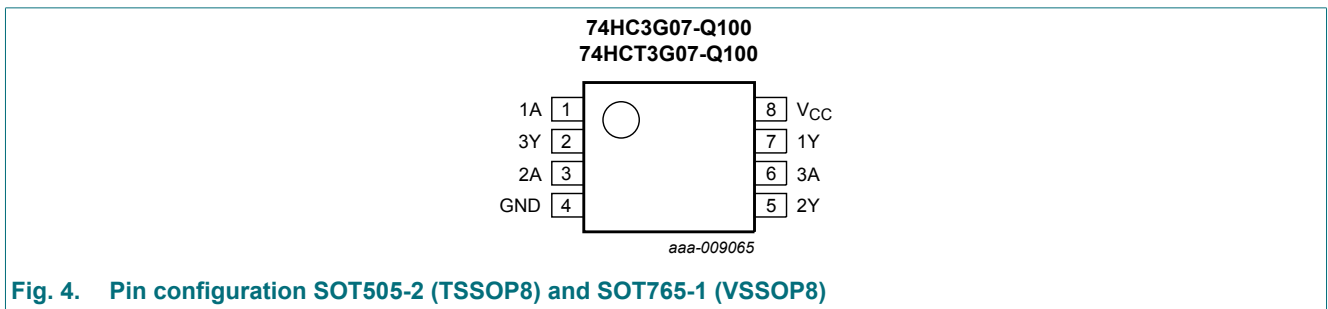 74HC3G07-Q100
74HCT3G07-Q100
1A 1 8 VCC
3Y 2 7 1Y
2A 3 6 3A
GND 4 5 2Y
aaa-009065
Fig. 4. Pin configuration SOT505-2 (TSSOP8) and SOT765-1 (VSSOP8)